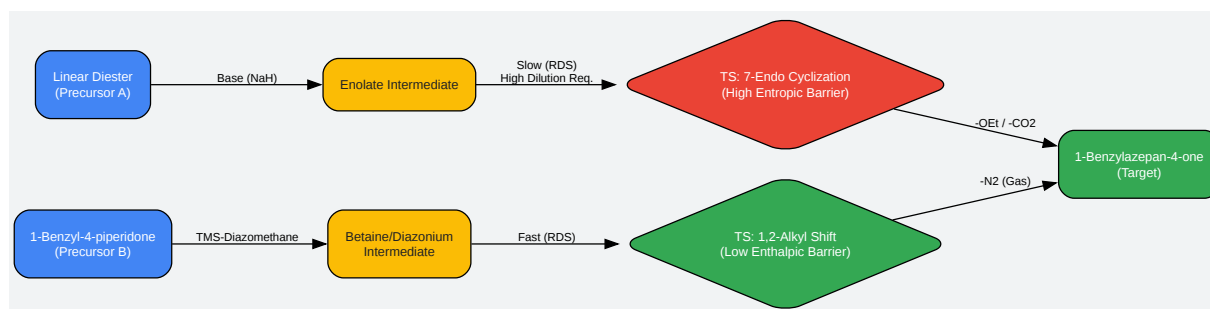 Linear Diester
(Precursor A)
Base (NaH)
Enolate Intermediate
Slow (RDS)
High Dilution Req.
TS: 7-Endo Cyclization
(High Entropic Barrier)
-OEt / -CO2
1-Benzylazepan-4-one
(Target)
1-Benzyl-4-piperidone
(Precursor B)
TMS-Diazomethane
Betaine/Diazonium
Intermediate
Fast (RDS)
TS: 1,2-Alkyl Shift
(Low Enthalpic Barrier)
-N2 (Gas)